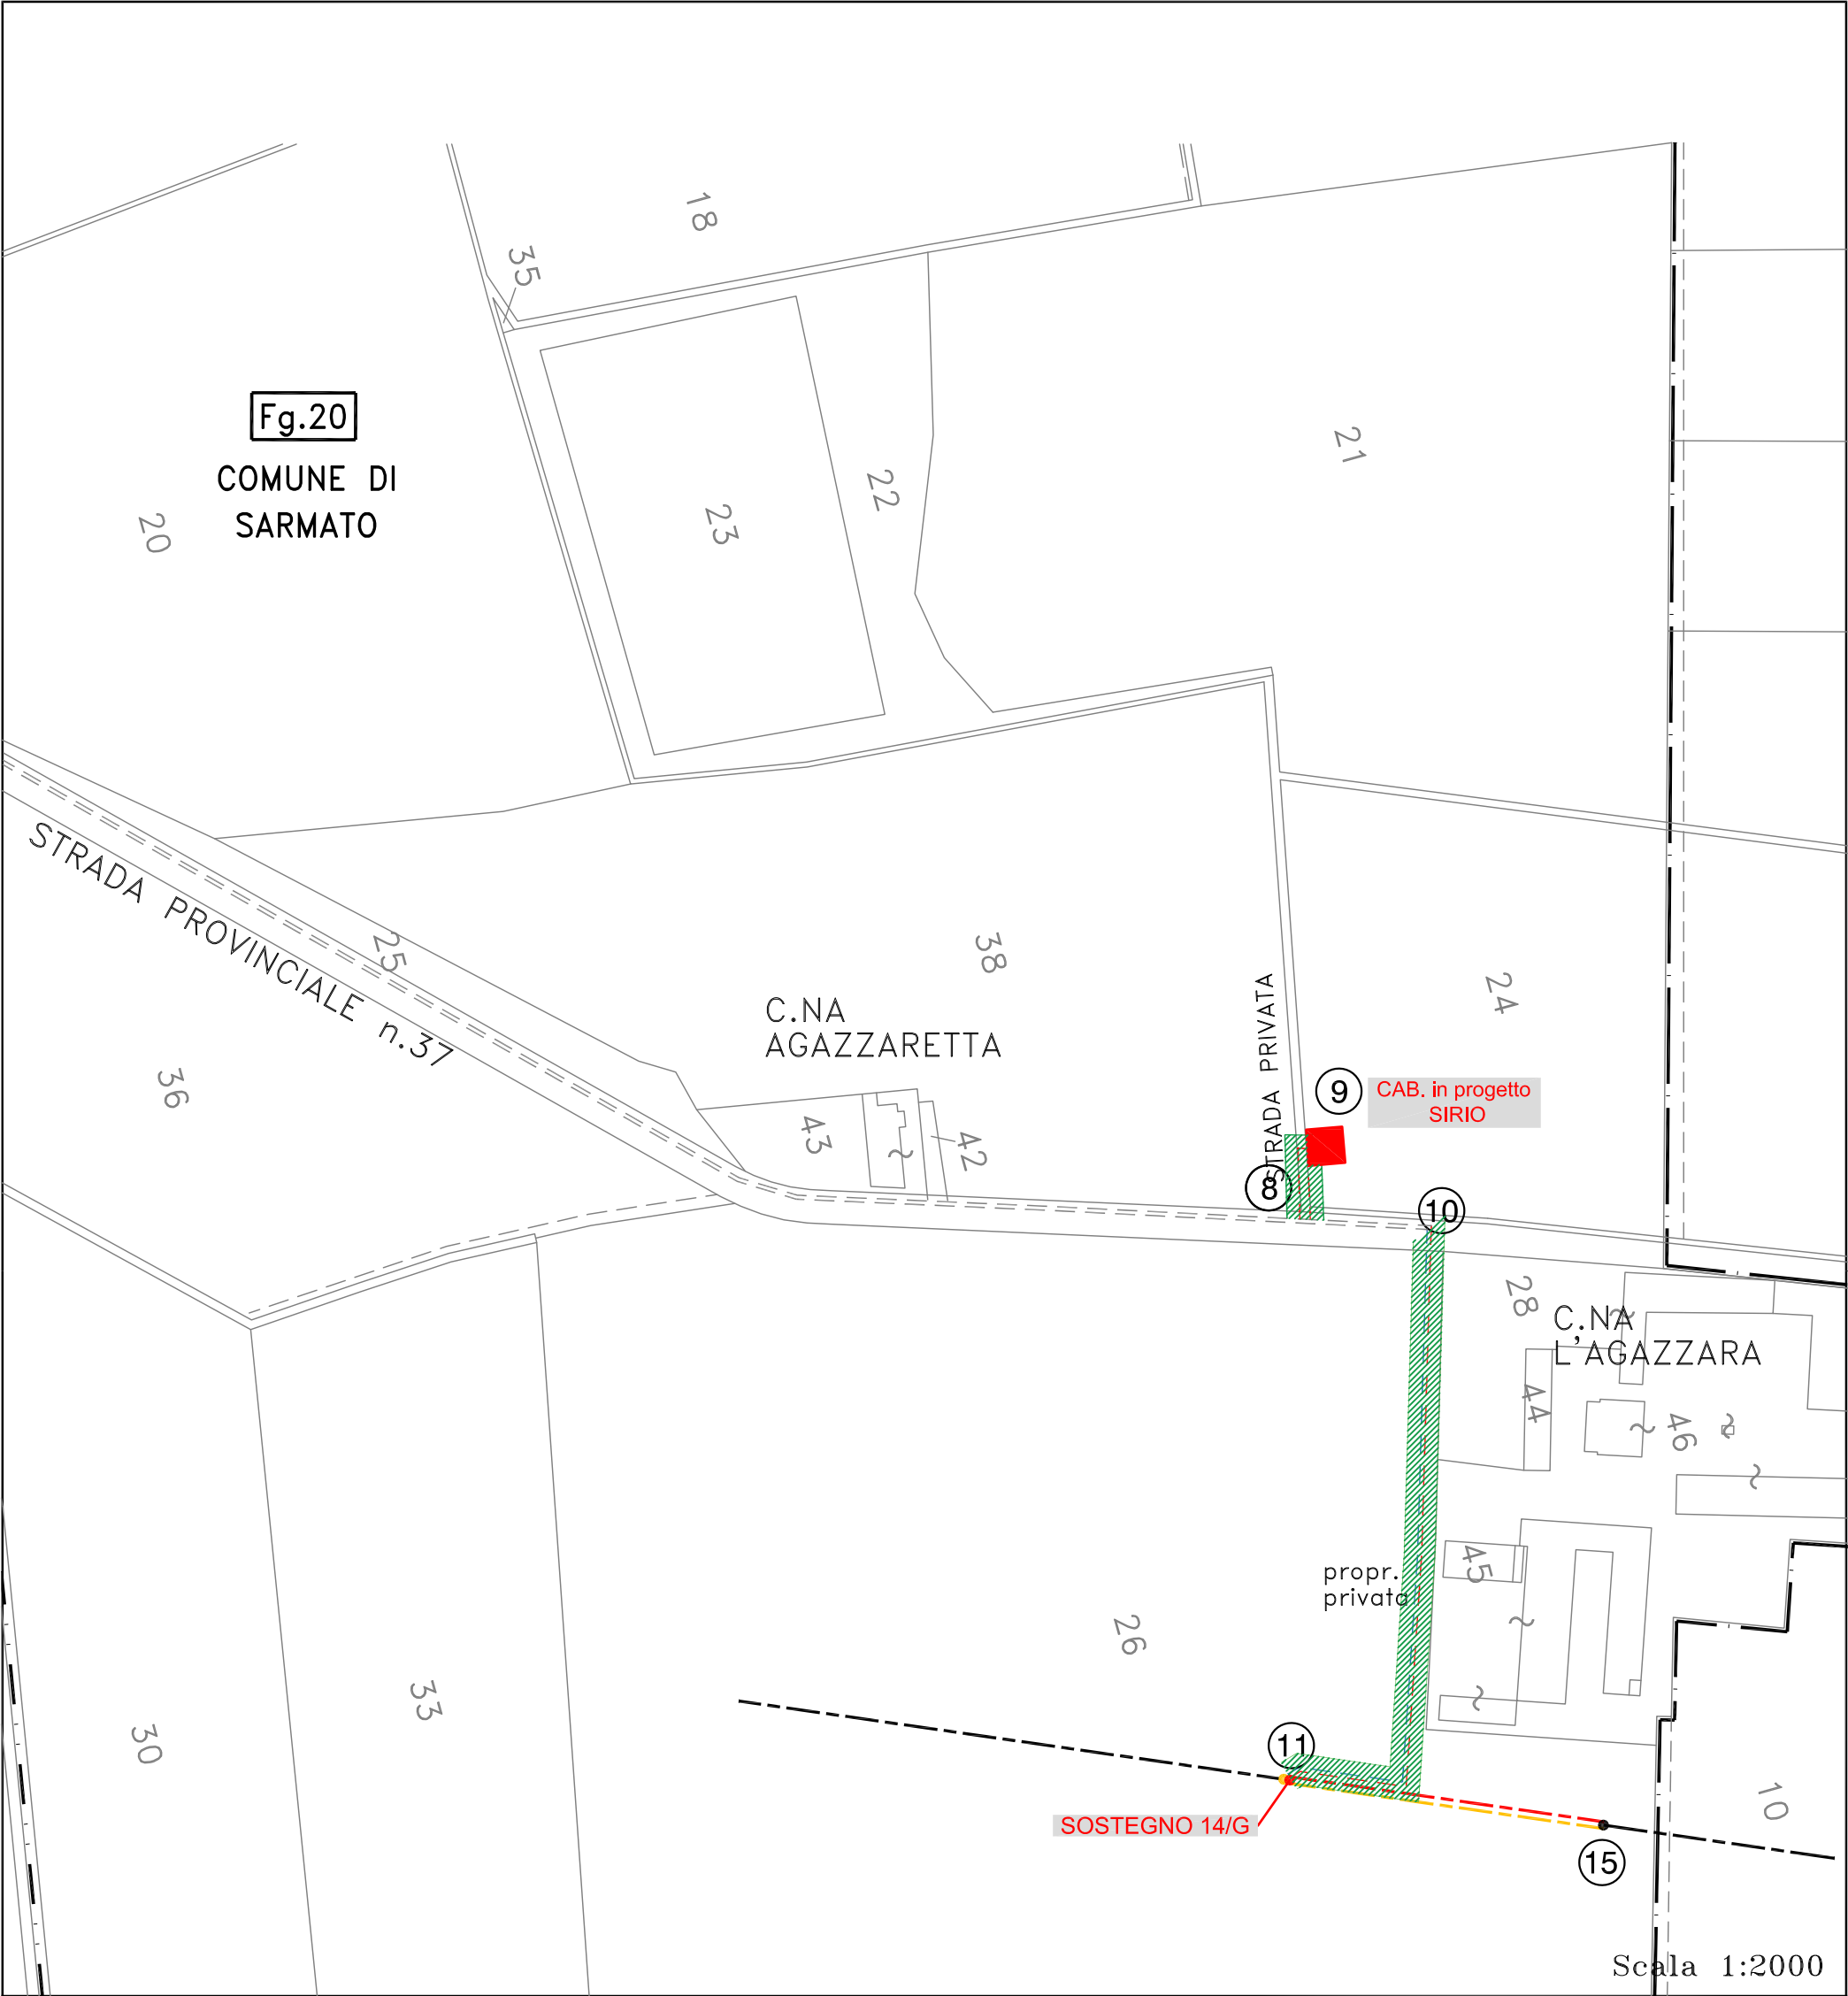 18
35
Fg.20
COMUNE DI
SARMATO
20
23
22
21
STRADA PROVINCIALE n.37
25
38
24
C.NA
AGAZZARETTA
STRADA PRIVATA
36
43
42
9
CAB. in progetto
SIRIO
8
10
28
C.NA
L'AGAZZARA
44
46
45
propr.
privata
26
33
30
11
SOSTEGNO 14/G
10
15
Scala 1:2000